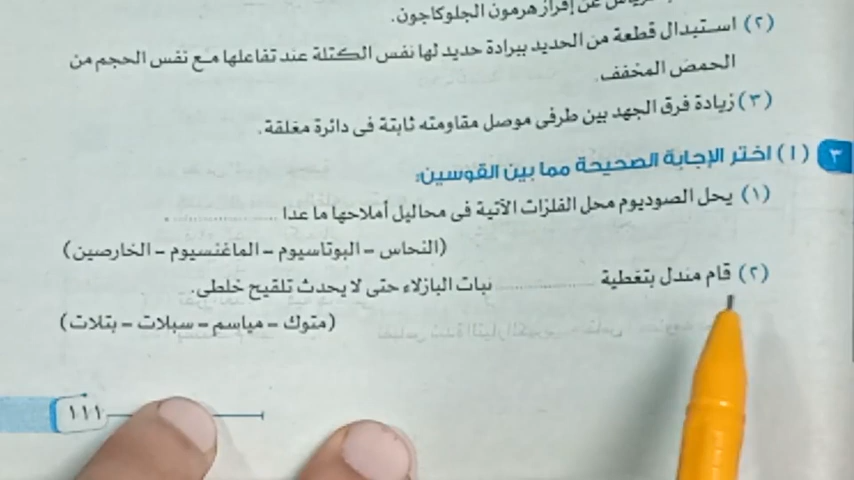 عن إفراز هرمون الجلوكاجون.
(٢) استبدال قطعة من الحديد ببرادة حديد لها نفس الكتلة عند تفاعلها مع نفس الحجم من
الحمض المخفف.
(٣) زيادة فرق الجهد بين طرفى موصل مقاومته ثابتة فى دائرة مغلقة.
٣ (١) اختر الإجابة الصحيحة مما بين القوسين:
(١) يحل الصوديوم محل الفلزات الآتية فى محاليل أملاحها ما عدا ..................
(النحاس – البوتاسيوم – الماغنسيوم – الخارصين)
(٢) قام مندل بتغطية .................. نبات البازلاء حتى لا يحدث تلقيح خلطى.
(متوك – مياسم – سبلات – بتلات)
١١١